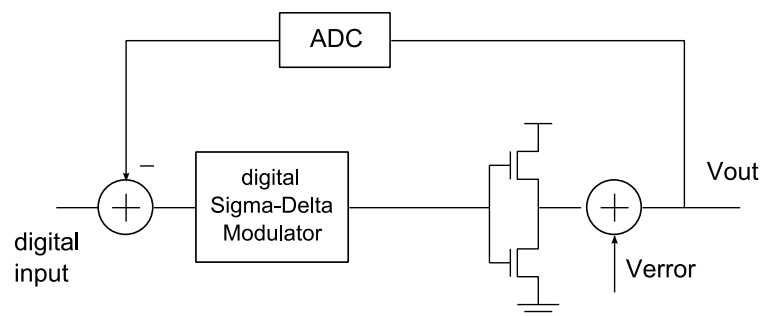 ADC
digital
Sigma-Delta
Modulator
Vout
digital
input
Verror